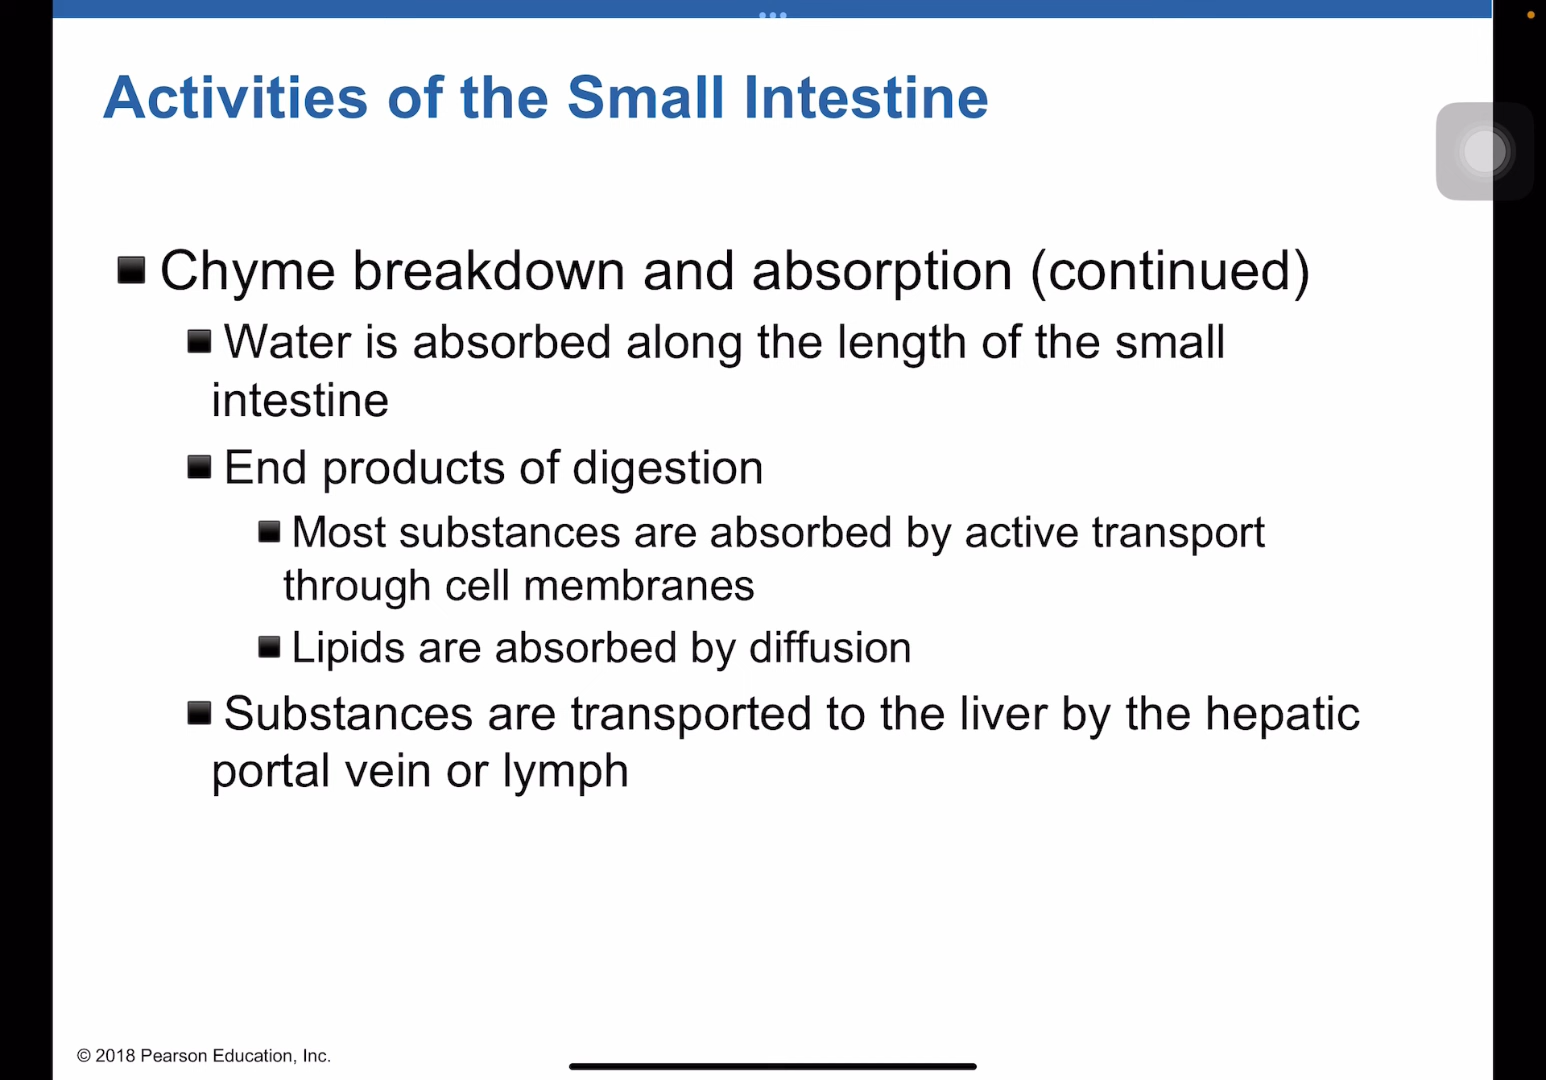 Activities of the Small Intestine
Chyme breakdown and absorption (continued)
Water is absorbed along the length of the small
intestine
End products of digestion
Most substances are absorbed by active transport
through cell membranes
Lipids are absorbed by diffusion
Substances are transported to the liver by the hepatic
portal vein or lymph
© 2018 Pearson Education, Inc.